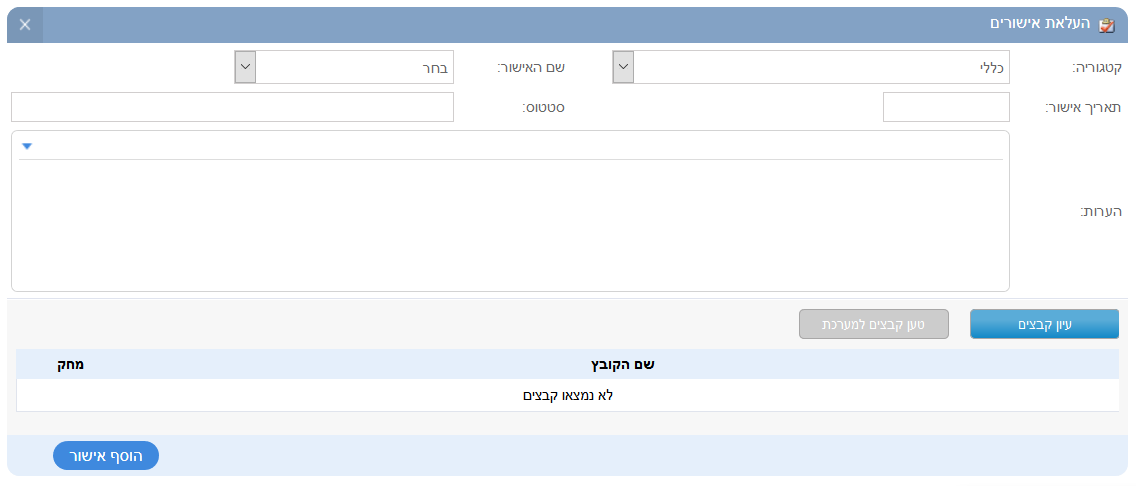 העלאת אישורים
קטגוריה: כללי שם האישור: בחר
תאריך אישור: סטטוס:
הערות:
עיון קבצים טען קבצים למערכת
שם הקובץ מחק
לא נמצאו קבצים
הוסף אישור